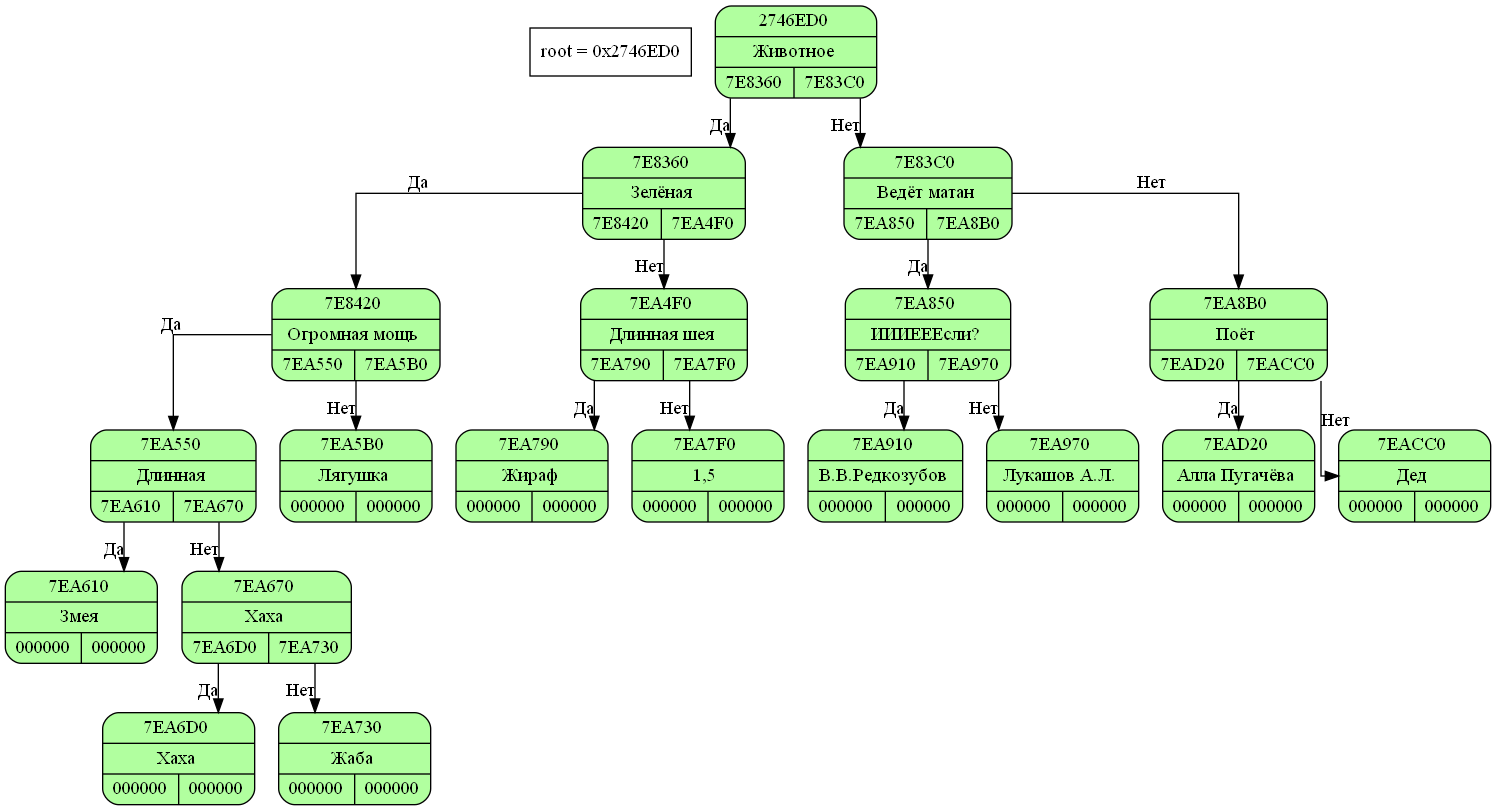 root = 0x2746ED0
2746ED0
Животное
7E8360 7E83C0
Да
Нет
7E8360
Зелёная
7E8420 7EA4F0
7E83C0
Ведёт матан
7EA850 7EA8B0
Да
Нет
Да
Нет
7E8420
Огромная мощь
7EA550 7EA5B0
7EA4F0
Длинная шея
7EA790 7EA7F0
7EA850
ИИИЕЕЕсли?
7EA910 7EA970
7EA8B0
Поёт
7EAD20 7EACC0
Да
Нет
Да
Нет
Да
Нет
Да
Нет
7EA550
Длинная
7EA610 7EA670
7EA5B0
Лягушка
000000 000000
7EA790
Жираф
000000 000000
7EA7F0
1,5
000000 000000
7EA910
В.В.Редкозубов
000000 000000
7EA970
Лукашов А.Л.
000000 000000
7EAD20
Алла Пугачёва
000000 000000
7EACC0
Дед
000000 000000
Да
Нет
7EA610
Змея
000000 000000
7EA670
Хаха
7EA6D0 7EA730
Да
Нет
7EA6D0
Хаха
000000 000000
7EA730
Жаба
000000 000000